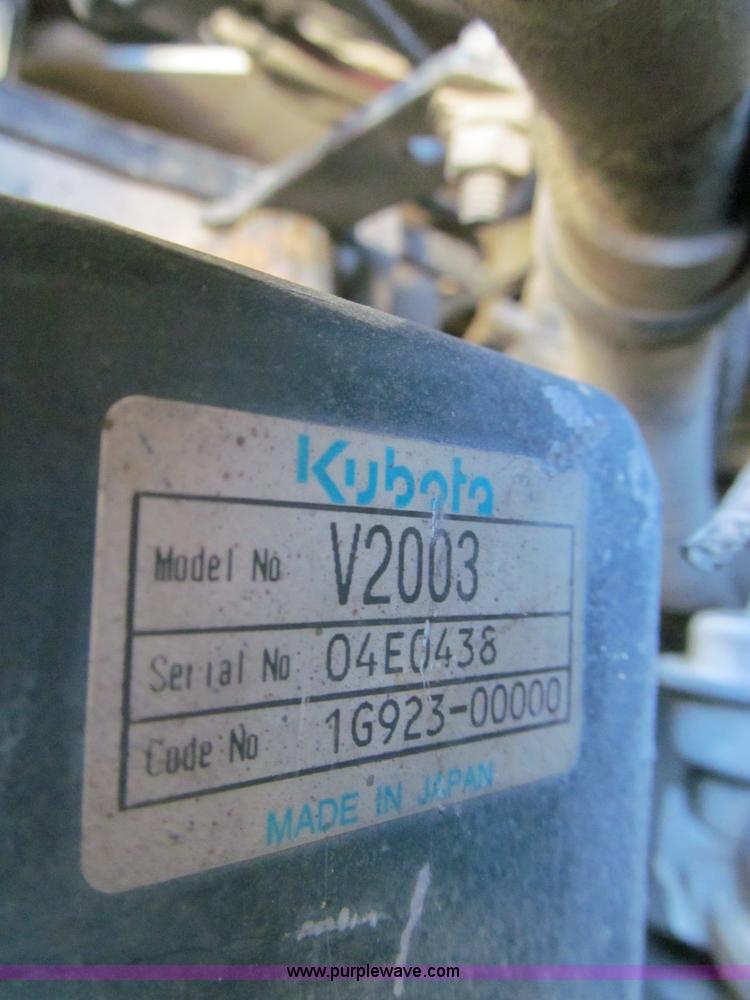 Kubota
Model No V2003
Serial No 04E0438
Code No 1G923-00000
MADE IN JAPAN
www.purplewave.com